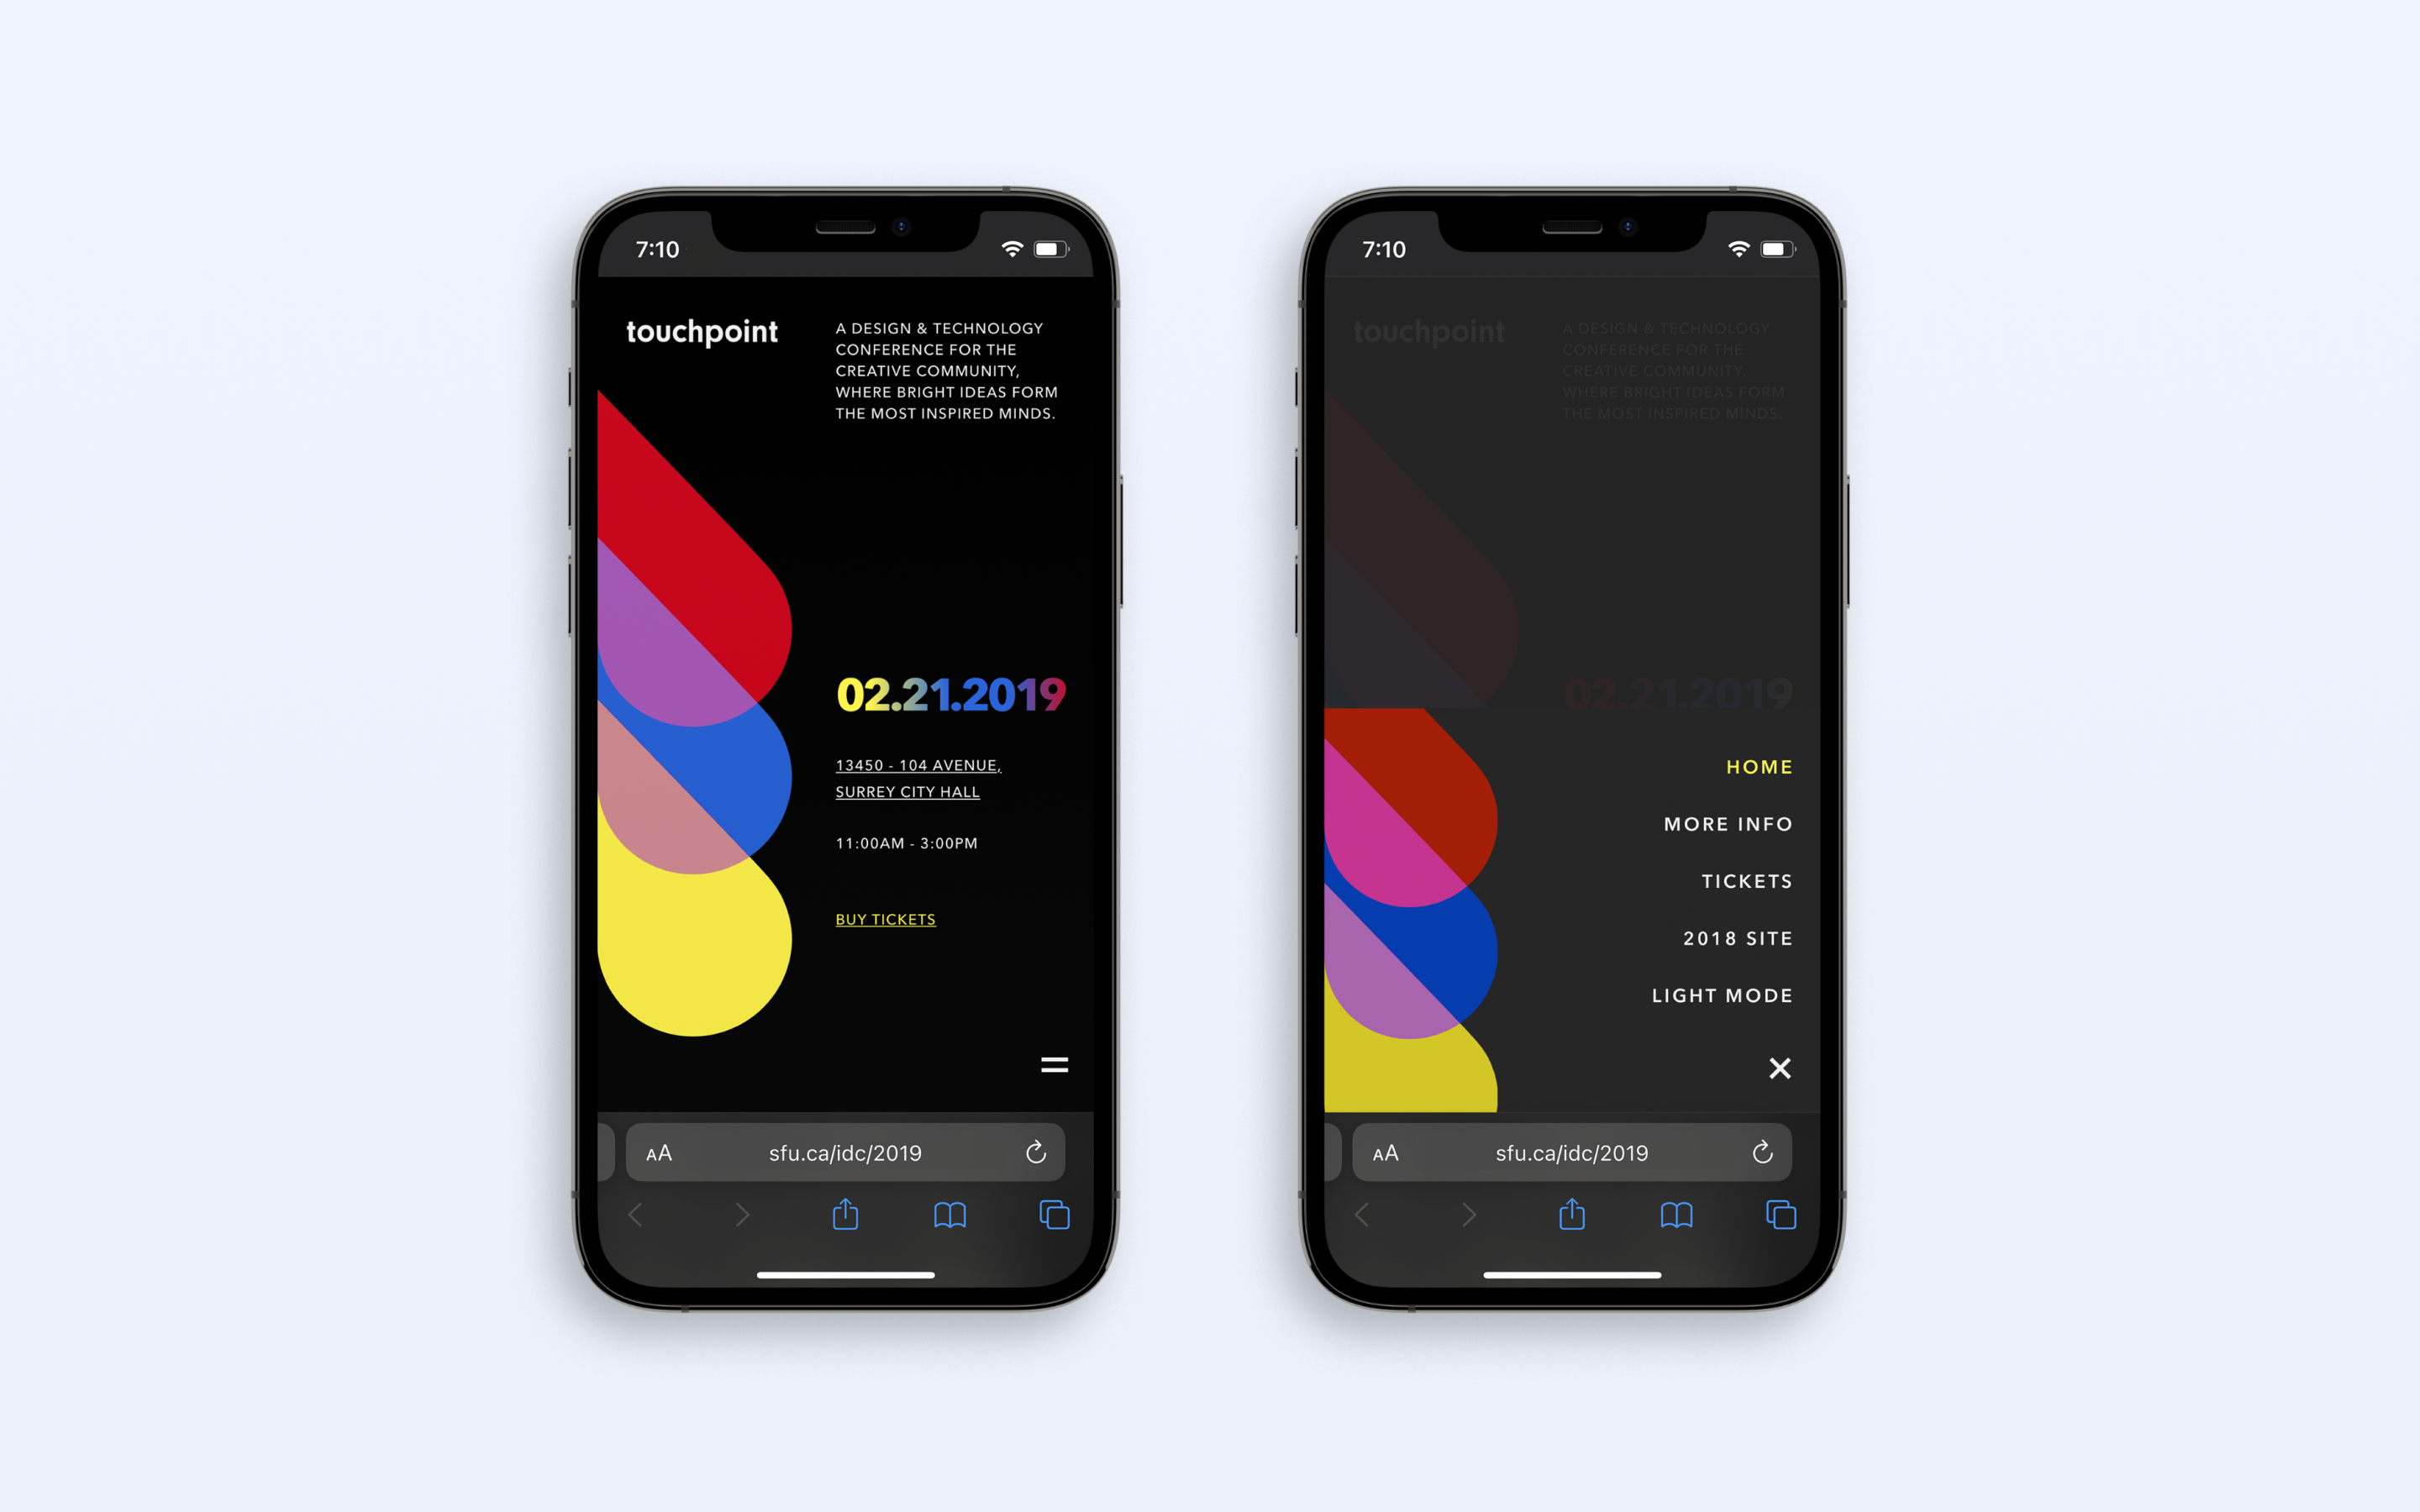 7:10
touchpoint
A DESIGN & TECHNOLOGY
CONFERENCE FOR THE
CREATIVE COMMUNITY,
WHERE BRIGHT IDEAS FORM
THE MOST INSPIRED MINDS.
02.21.2019
13450 - 104 AVENUE,
SURREY CITY HALL
11:00AM - 3:00PM
BUY TICKETS
AA
sfu.ca/idc/2019
7:10
touchpoint
A DESIGN & TECHNOLOGY
CONFERENCE FOR THE
CREATIVE COMMUNITY,
WHERE BRIGHT IDEAS FORM
THE MOST INSPIRED MINDS.
02.21.2019
HOME
MORE INFO
TICKETS
2018 SITE
LIGHT MODE
AA
sfu.ca/idc/2019